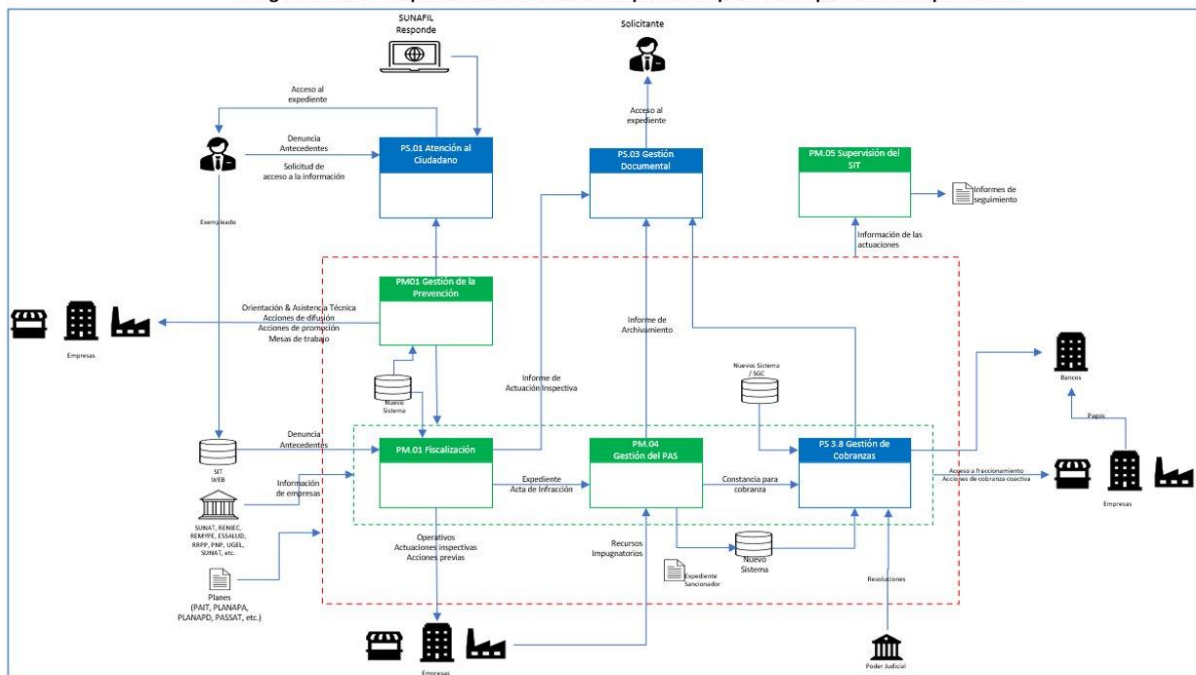 SUNAFIL
Responde
Solicitante
Acceso al
expediente
Acceso al
expediente
Denuncia
Antecedentes
Solicitud de
acceso a la información
PS.01 Atención al
Ciudadano
PS.03 Gestión
Documental
PM.05 Supervisión del
SIT
Informes de
seguimiento
Exempleado
Información de las
actuaciones
PM01 Gestión de la
Prevención
Orientación & Asistencia Técnica
Acciones de difusión
Acciones de promoción
Mesas de trabajo
Empresas
Informe de
Archivamiento
Nuevo
Sistema
Informe de
Actuación Inspectiva
Nuevos Sistema
/ SGC
Bancos
Pagos
Denuncia
Antecedentes
SIT
WEB
PM.01 Fiscalización
PM.04
Gestión del PAS
PS 3.8 Gestión de
Cobranzas
Información
de empresas
Expediente
Acta de Infracción
Constancia para
cobranza
Acceso a fraccionamiento
Acciones de cobranza coactiva
Empresas
SUNAT, RENIEC,
REMYPE, ESSALUD,
RRPP, PNP, UGEL,
SUNAT, etc.
Operativos
Actuaciones inspectivas
Acciones previas
Recursos
Impugnatorios
Nuevo
Sistema
Expediente
Sancionador
Resoluciones
Planes
(PAIT, PLANAPA,
PLANAPD, PASSAT, etc.)
Empresas
Poder Judicial